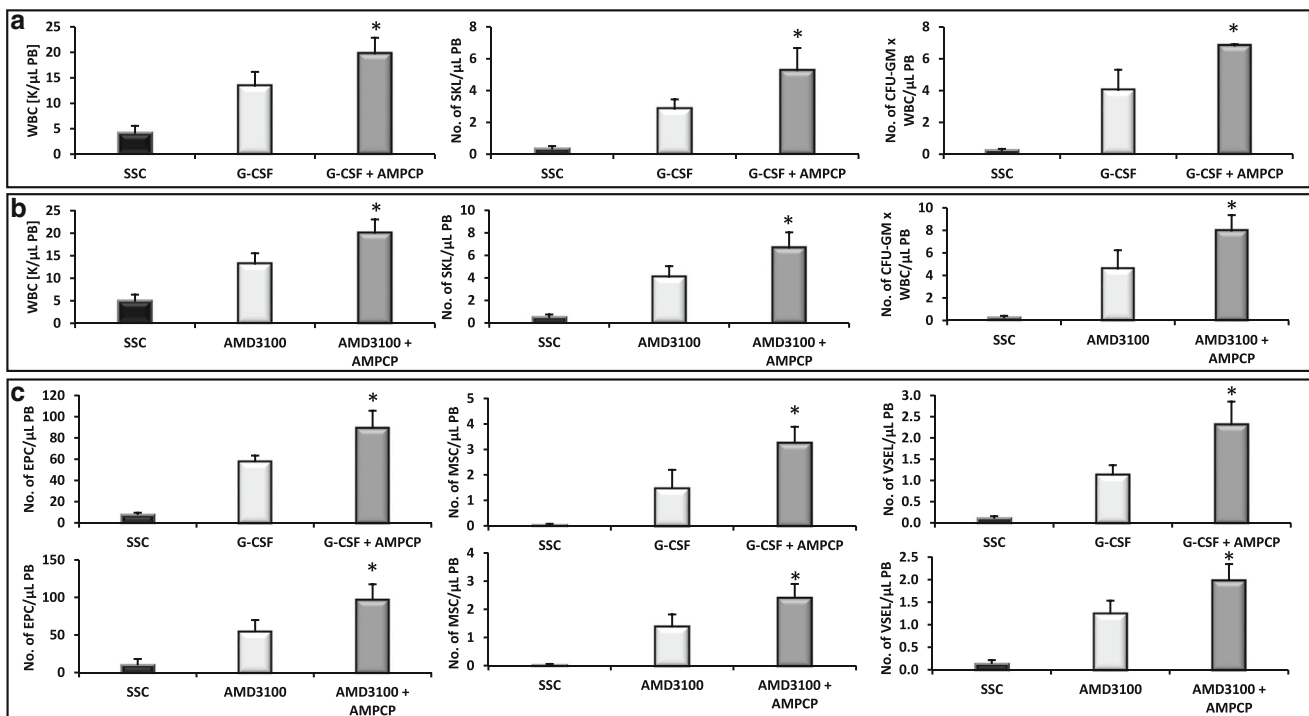 a
WBC [K/μL PB]
25
20
15
10
5
0
SSC
G-CSF
G-CSF + AMPCP
*
No. of SKL/μL PB
8
6
4
2
0
SSC
G-CSF
G-CSF + AMPCP
*
No. of CFU-GM x
WBC/μL PB
8
6
4
2
0
SSC
G-CSF
G-CSF + AMPCP
*
b
WBC [K/μL PB]
25
20
15
10
5
0
SSC
AMD3100
AMD3100 +
AMPCP
*
No. of SKL/μL PB
10
8
6
4
2
0
SSC
AMD3100
AMD3100 +
AMPCP
*
No. of CFU-GM x
WBC/μL PB
10
8
6
4
2
0
SSC
AMD3100
AMD3100 +
AMPCP
*
c
No. of EPC/μL PB
120
100
80
60
40
20
0
SSC
G-CSF
G-CSF + AMPCP
*
No. of MSC/μL PB
5
4
3
2
1
0
SSC
G-CSF
G-CSF + AMPCP
*
No. of VSEL/μL PB
3.0
2.5
2.0
1.5
1.0
0.5
0.0
SSC
G-CSF
G-CSF + AMPCP
*
No. of EPC/μL PB
150
100
50
0
SSC
AMD3100
AMD3100 +
AMPCP
*
No. of MSC/μL PB
4
3
2
1
0
SSC
AMD3100
AMD3100 +
AMPCP
*
No. of VSEL/μL PB
2.5
2.0
1.5
1.0
0.5
0.0
SSC
AMD3100
AMD3100 +
AMPCP
*